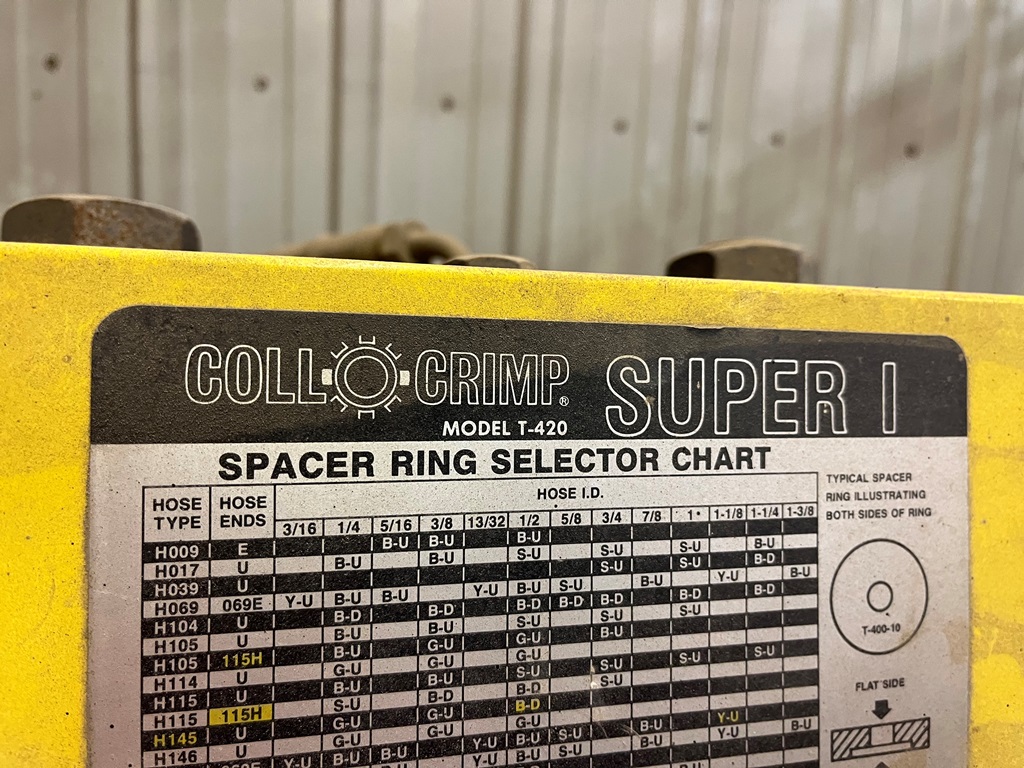 COLL CRIMP® SUPER I
MODEL T-420
SPACER RING SELECTOR CHART
HOSE TYPE HOSE ENDS HOSE I.D.
3/16 1/4 5/16 3/8 13/32 1/2 5/8 3/4 7/8 1" 1-1/8 1-1/4 1-3/8
H009 E B-U B-U B-U
H017 U B-U S-U S-U S-U B-U
H039 U S-U S-U B-D
H069 069E Y-U B-U B-U Y-U B-U S-U B-U Y-U B-U
H104 U B-D B-D B-D B-D B-D B-D B-D
H105 U B-U B-U S-U S-U
H105 115H G-U G-U G-U
H114 U G-U S-U S-U S-U S-U
H115 U B-U G-U B-D
H115 115H S-U B-D B-D
H145 U G-U G-U B-U Y-U
H146 U G-U Y-U B-U S-U Y-U B-U
069E Y-U B-U B-U Y-U S-U
TYPICAL SPACER
RING ILLUSTRATING
BOTH SIDES OF RING
T-400-10
FLAT SIDE